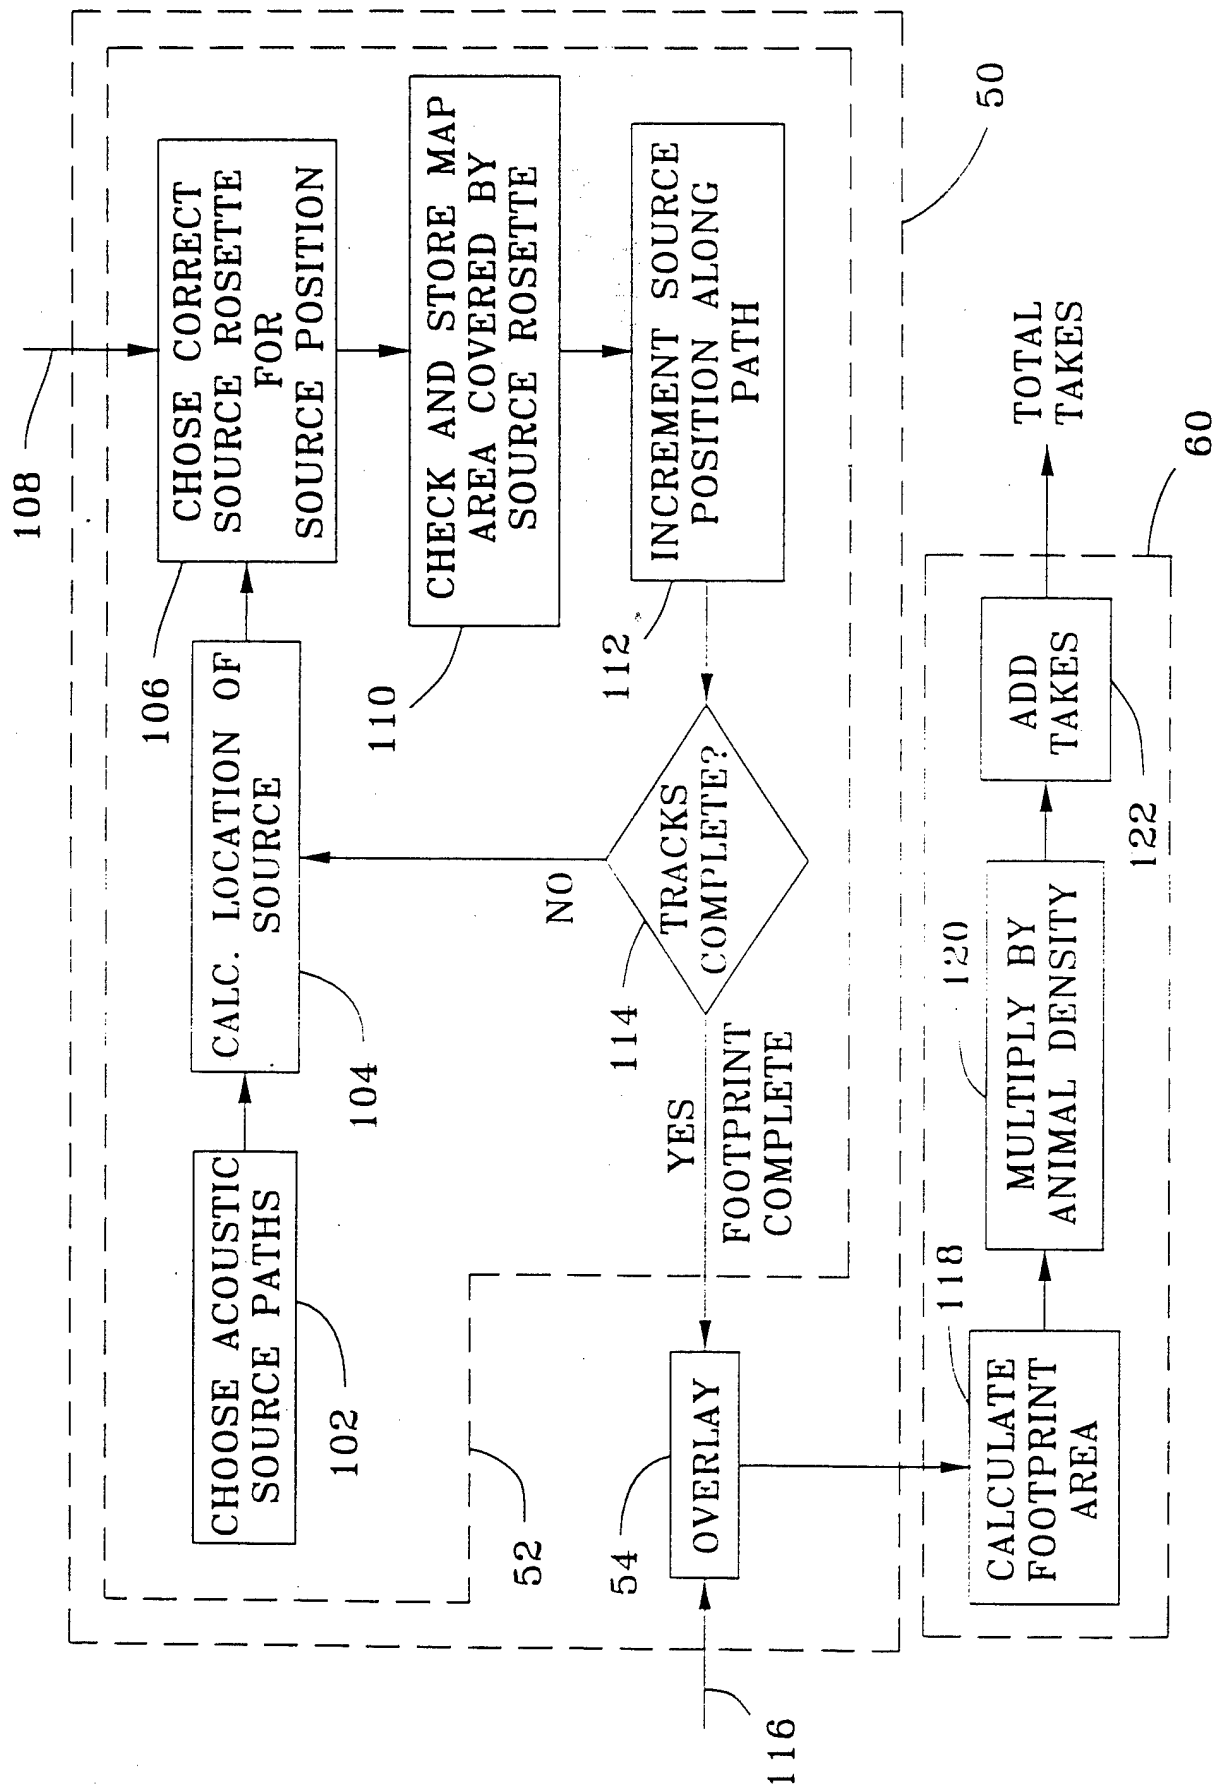 CHOOSE ACOUSTIC
SOURCE PATHS
102
CALC. LOCATION OF
SOURCE
104
CHOSE CORRECT
SOURCE ROSETTE
FOR
SOURCE POSITION
106
108
CHECK AND STORE MAP
AREA COVERED BY
SOURCE ROSETTE
110
INCREMENT SOURCE
POSITION ALONG
PATH
112
TRACKS
COMPLETE?
114
NO
YES
FOOTPRINT
COMPLETE
52
OVERLAY
54
116
50
CALCULATE
FOOTPRINT
AREA
118
MULTIPLY BY
ANIMAL DENSITY
120
ADD
TAKES
122
TOTAL
TAKES
60